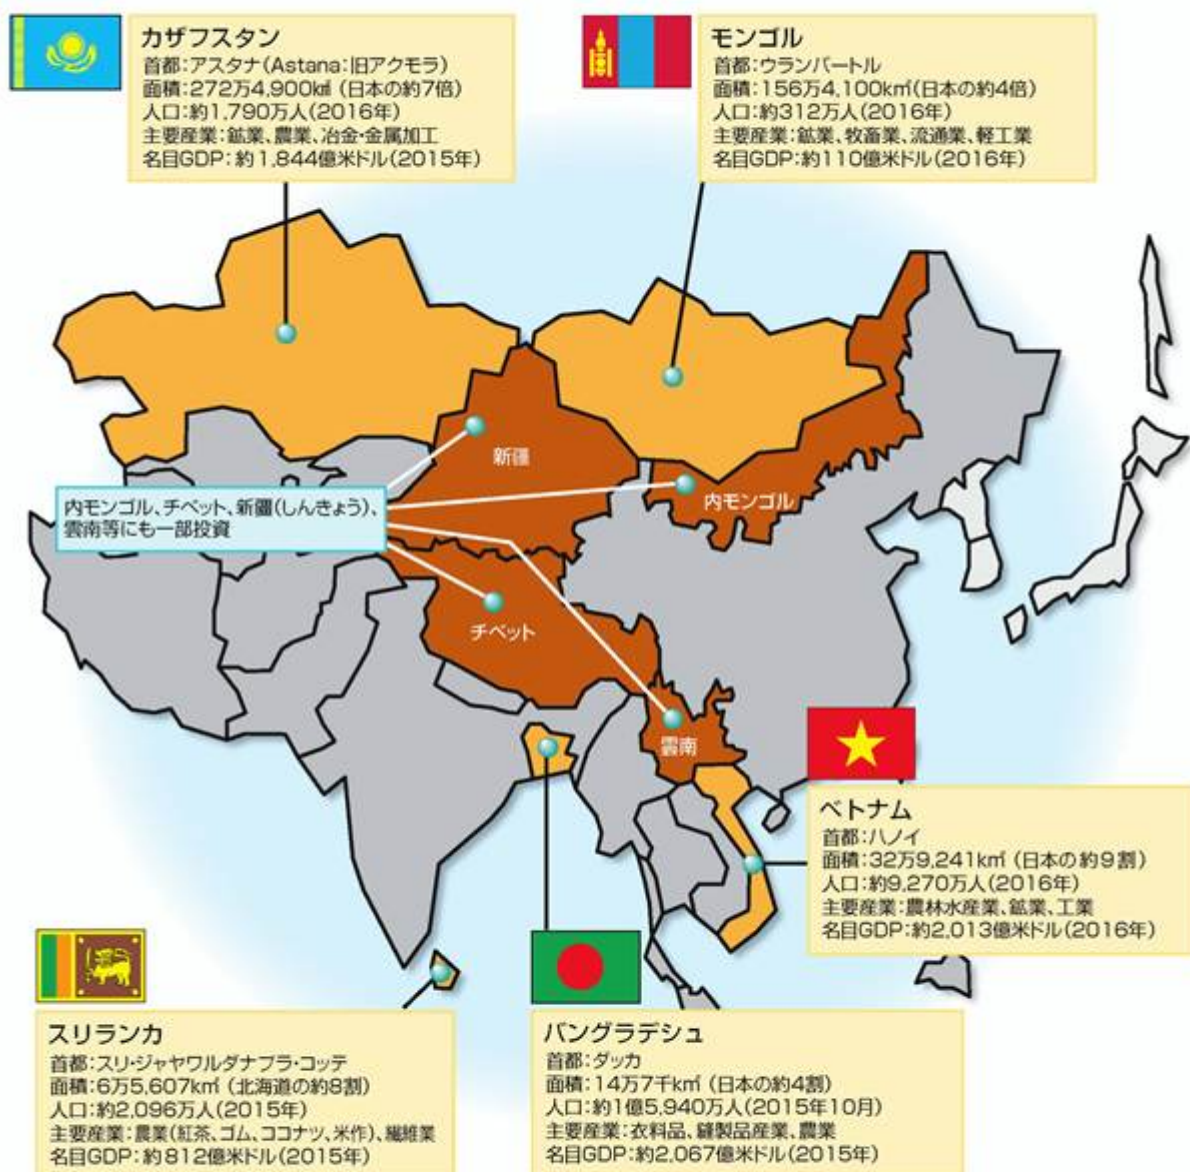 カザフスタン
首都：アスタナ（Astana：旧アクモラ）
面積：272万4,900㎢（日本の約7倍）
人口：約1,790万人（2016年）
主要産業：鉱業、農業、冶金・金属加工
名目GDP：約1,844億米ドル（2015年）
モンゴル
首都：ウランバートル
面積：156万4,100k㎡（日本の約4倍）
人口：約312万人（2016年）
主要産業：鉱業、牧畜業、流通業、軽工業
名目GDP：約110億米ドル（2016年）
新疆
内モンゴル
内モンゴル、チベット、新疆（しんきょう）、
雲南等にも一部投資
チベット
雲南
ベトナム
首都：ハノイ
面積：32万9,241k㎡（日本の約9割）
人口：約9,270万人（2016年）
主要産業：農林水産業、鉱業、工業
名目GDP：約2,013億米ドル（2016年）
スリランカ
首都：スリ・ジャヤワルダナプラ・コッテ
面積：6万5,607k㎡（北海道の約8割）
人口：約2,096万人（2015年）
主要産業：農業（紅茶、ゴム、ココナツ、米作）、繊維業
名目GDP：約812億米ドル（2015年）
バングラデシュ
首都：ダッカ
面積：14万7千k㎡（日本の約4割）
人口：約1億5,940万人（2015年10月）
主要産業：衣料品、縫製品産業、農業
名目GDP：約2,067億米ドル（2015年）